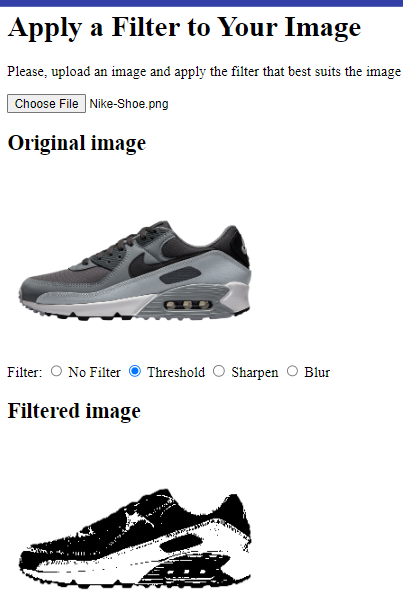 Apply a Filter to Your Image
Please, upload an image and apply the filter that best suits the image
Choose File Nike-Shoe.png
Original image
Filter: No Filter Threshold Sharpen Blur
Filtered image